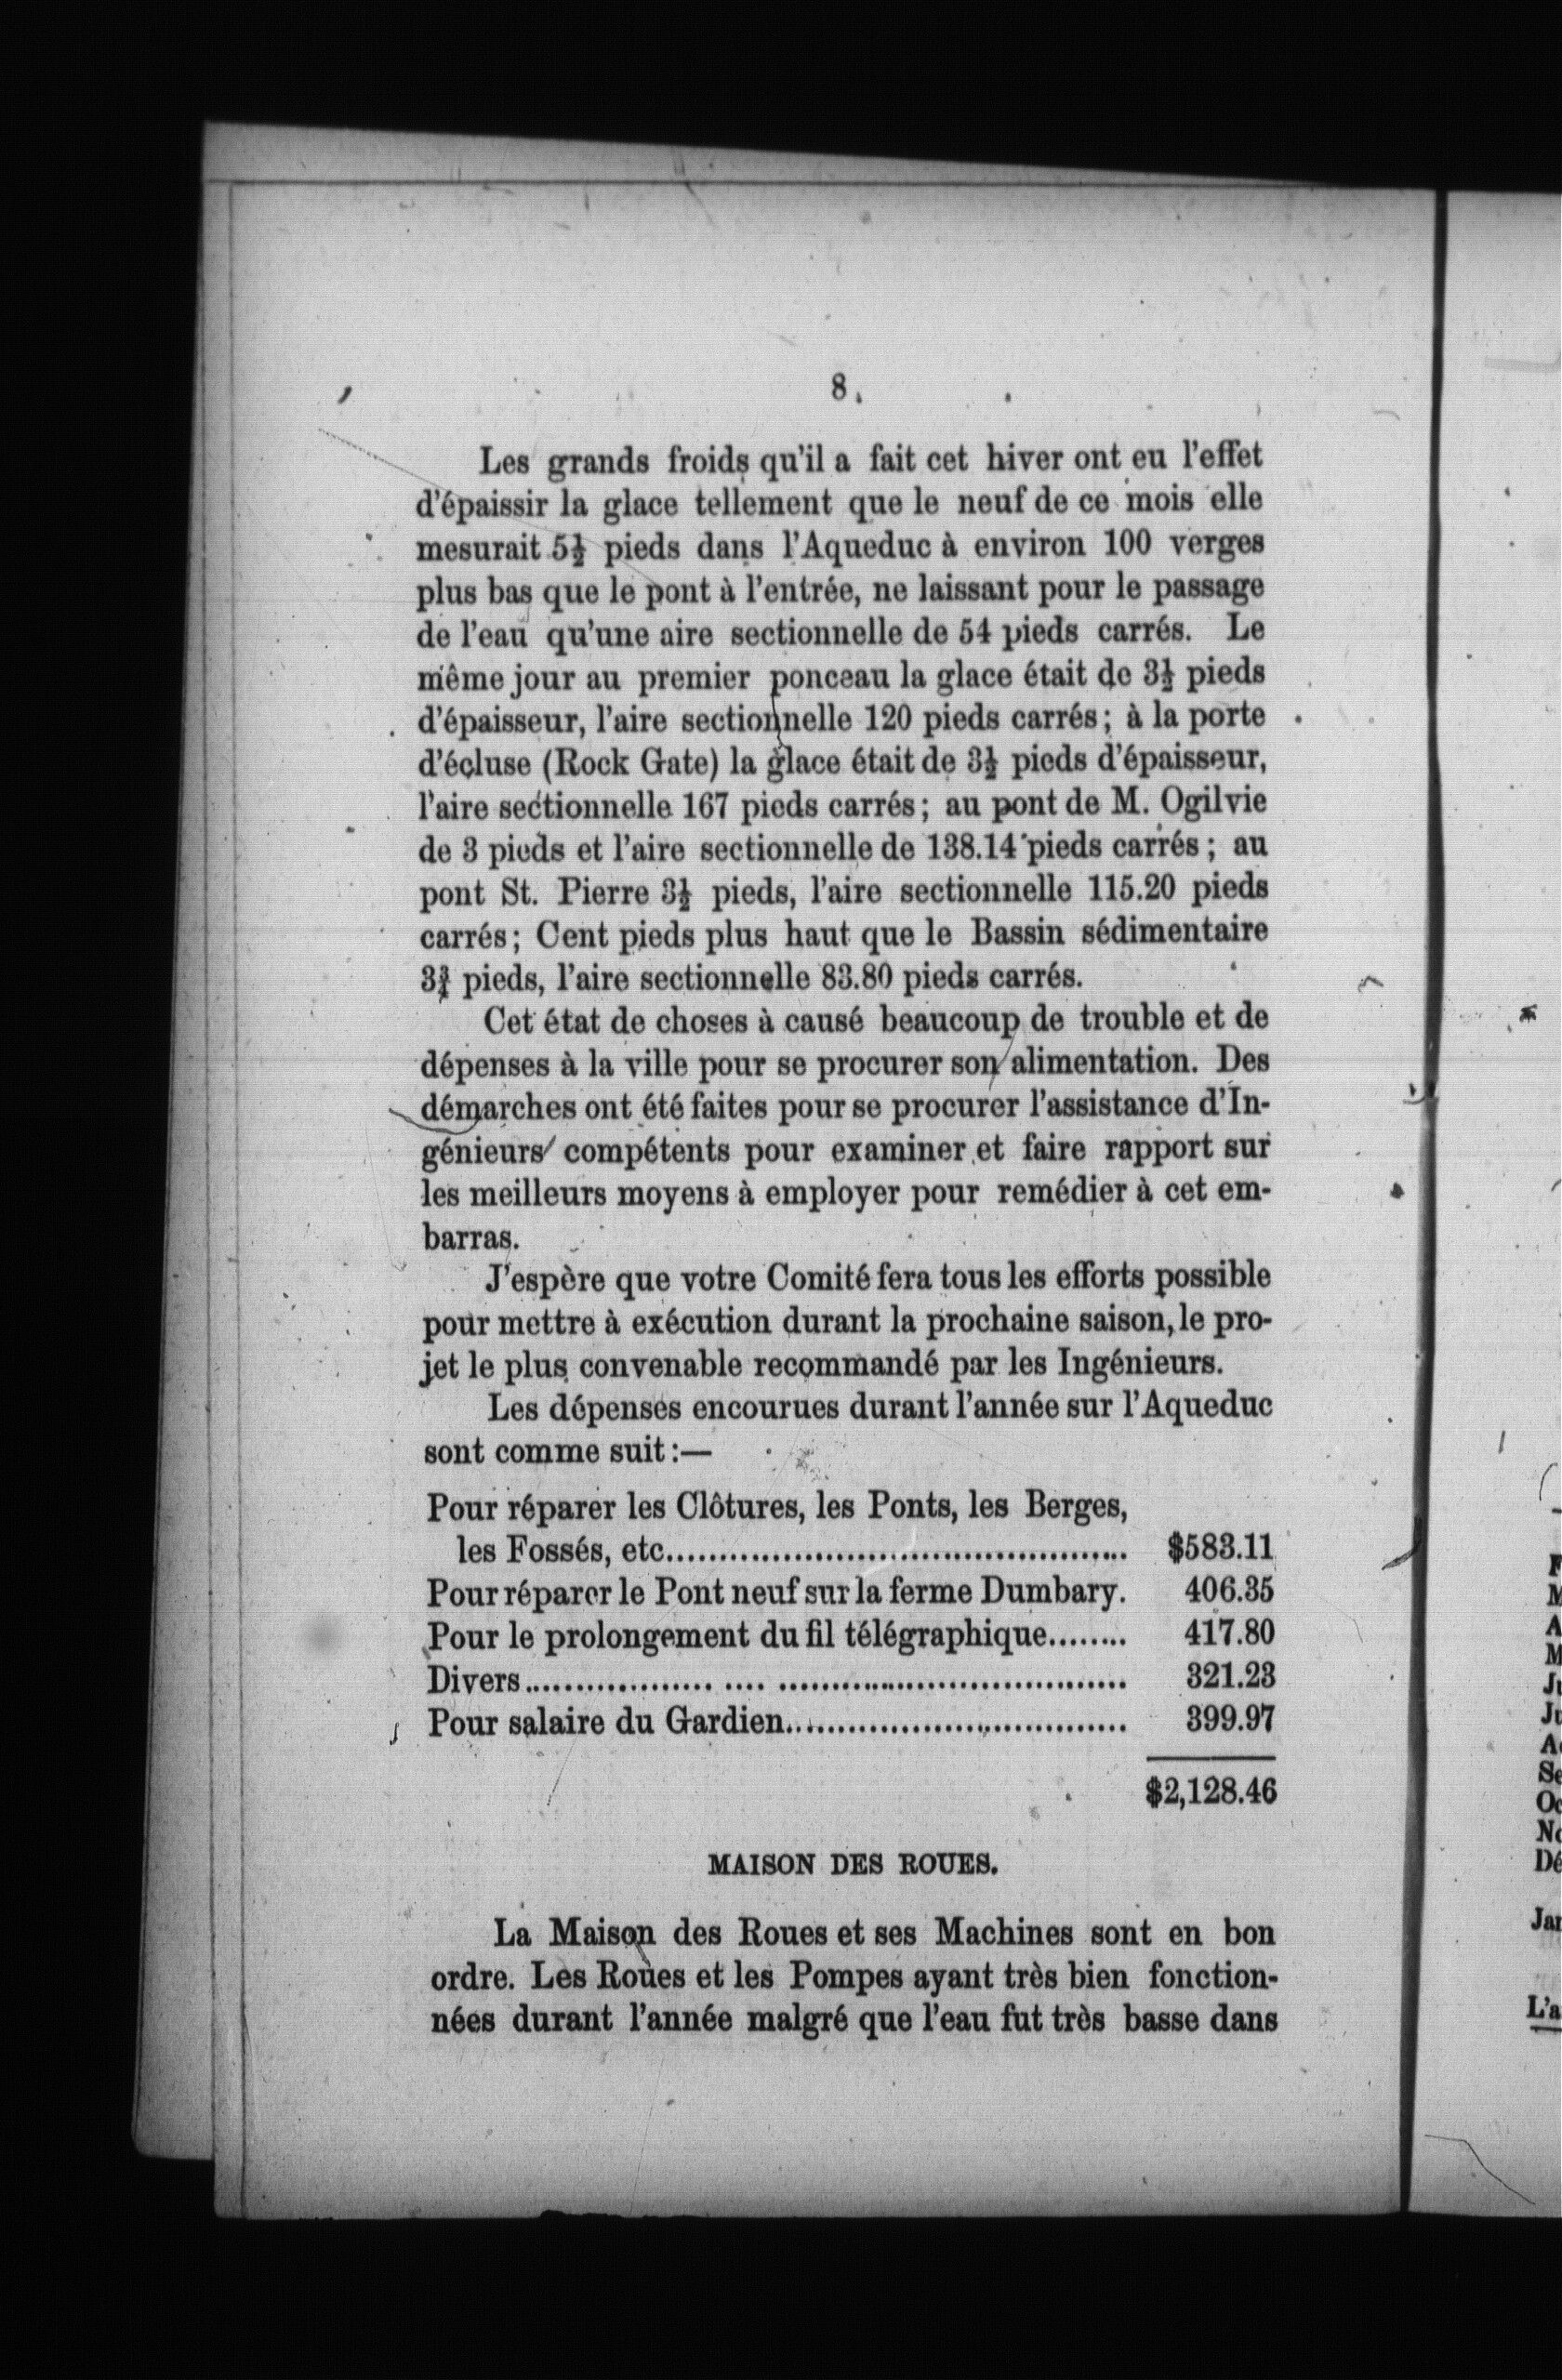 8.
Les grands froids qu'il a fait cet hiver ont eu l'effet
d'épaissir la glace tellement que le neuf de ce mois elle
mesurait 5½ pieds dans l'Aqueduc à environ 100 verges
plus bas que le pont à l'entrée, ne laissant pour le passage
de l'eau qu'une aire sectionnelle de 54 pieds carrés. Le
même jour au premier ponceau la glace était de 3½ pieds
d'épaisseur, l'aire sectionnelle 120 pieds carrés; à la porte
d'écluse (Rock Gate) la glace était de 3½ pieds d'épaisseur,
l'aire sectionnelle 167 pieds carrés; au pont de M. Ogilvie
de 3 pieds et l'aire sectionnelle de 138.14 pieds carrés; au
pont St. Pierre 3½ pieds, l'aire sectionnelle 115.20 pieds
carrés; Cent pieds plus haut que le Bassin sédimentaire
3¾ pieds, l'aire sectionnelle 83.80 pieds carrés.
Cet état de choses à causé beaucoup de trouble et de
dépenses à la ville pour se procurer son alimentation. Des
démarches ont été faites pour se procurer l'assistance d'In-
génieurs compétents pour examiner et faire rapport sur
les meilleurs moyens à employer pour remédier à cet em-
barras.
J'espère que votre Comité fera tous les efforts possible
pour mettre à exécution durant la prochaine saison, le pro-
jet le plus convenable recommandé par les Ingénieurs.
Les dépenses encourues durant l'année sur l'Aqueduc
sont comme suit :—
Pour réparer les Clôtures, les Ponts, les Berges,
les Fossés, etc............................................ $583.11
Pour réparer le Pont neuf sur la ferme Dumbary. 406.35
Pour le prolongement du fil télégraphique........ 417.80
Divers.................. .... ................................. 321.23
Pour salaire du Gardien................................ 399.97
$2,128.46
MAISON DES ROUES.
La Maison des Roues et ses Machines sont en bon
ordre. Les Roues et les Pompes ayant très bien fonction-
nées durant l'année malgré que l'eau fut très basse dans
Se
Oc
No
Dé
Jan
L'a